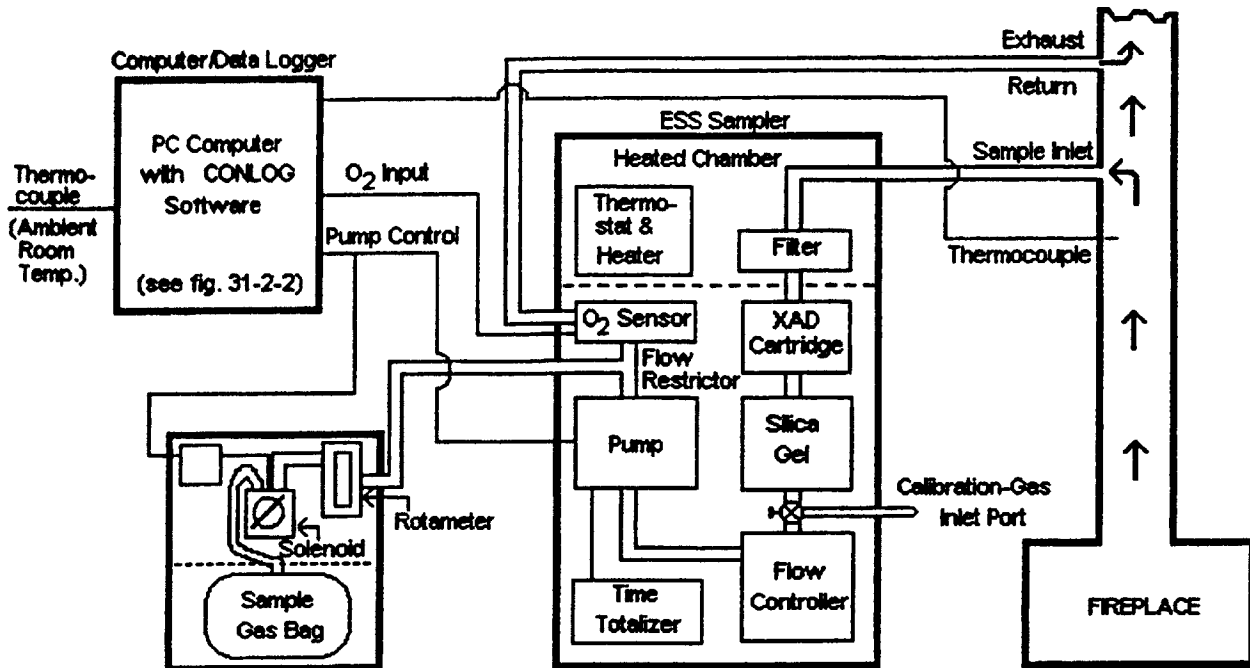 Computer/Data Logger
PC Computer
with CONLOG
Software
(see fig. 31-2-2)
Thermo-
couple
(Ambient
Room
Temp.)
O2 Input
Pump Control
Exhaust
Return
ESS Sampler
Heated Chamber
Sample Inlet
Thermo-
stat &
Heater
Filter
Thermocouple
O2 Sensor
XAD
Cartridge
Flow
Restrictor
Pump
Silica
Gel
Calibration-Gas
Inlet Port
Rotameter
Solenoid
Sample
Gas Bag
Time
Totalizer
Flow
Controller
FIREPLACE